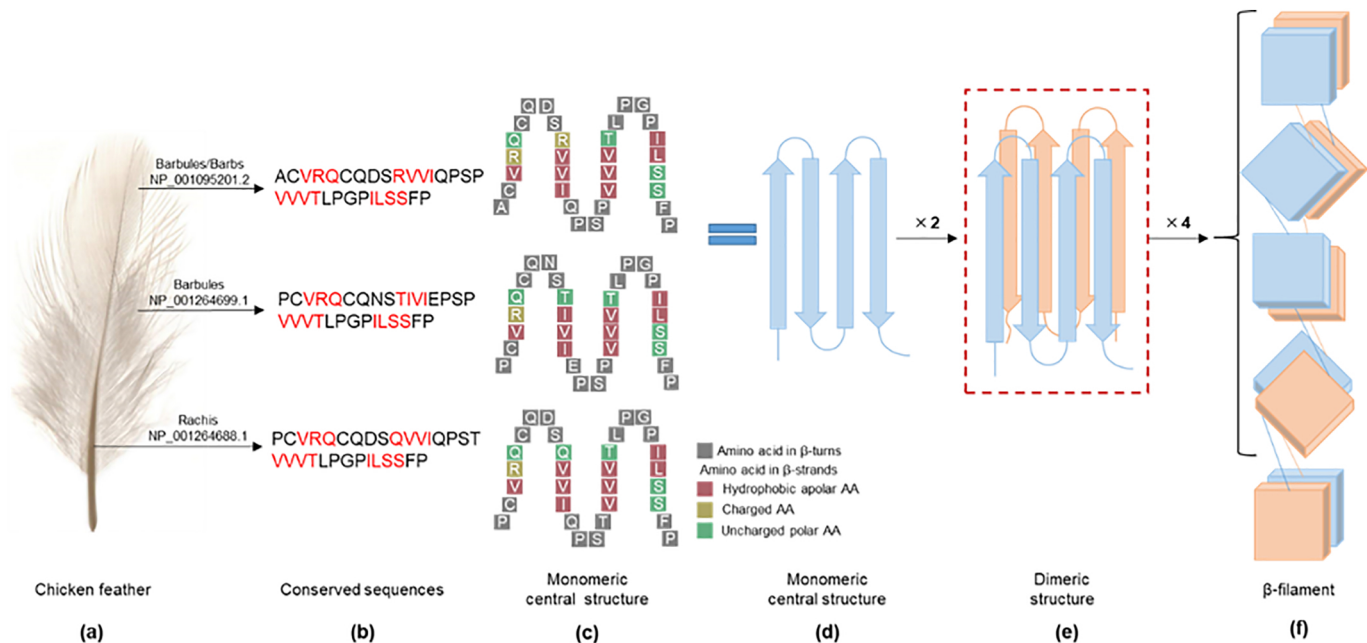 Barbules/Barbs
NP_001095201.2
ACVRQCQDSRVVIQPSP
VVVTLPGPILSSFP
Q D
C S
Q R
R V
V V
C I
A Q
P S
P G
L P
T I
V L
V S
V S
P F
P
Barbules
NP_001264699.1
PCVRQCQNSTIVIEPSP
VVVTLPGPILSSFP
Q N
C S
Q T
R I
V V
C I
P E
P S
P G
L P
T I
V L
V S
V S
P F
P
Rachis
NP_001264688.1
PCVRQCQDSQVVIQPST
VVVTLPGPILSSFP
Q D
C S
Q Q
R V
V V
C I
P Q
P S
P G
L P
T I
V L
V S
V S
T F
P
Amino acid in β-turns
Amino acid in β-strands
Hydrophobic apolar AA
Charged AA
Uncharged polar AA
×2
×4
Chicken feather
(a)
Conserved sequences
(b)
Monomeric
central structure
(c)
Monomeric
central structure
(d)
Dimeric
structure
(e)
β-filament
(f)